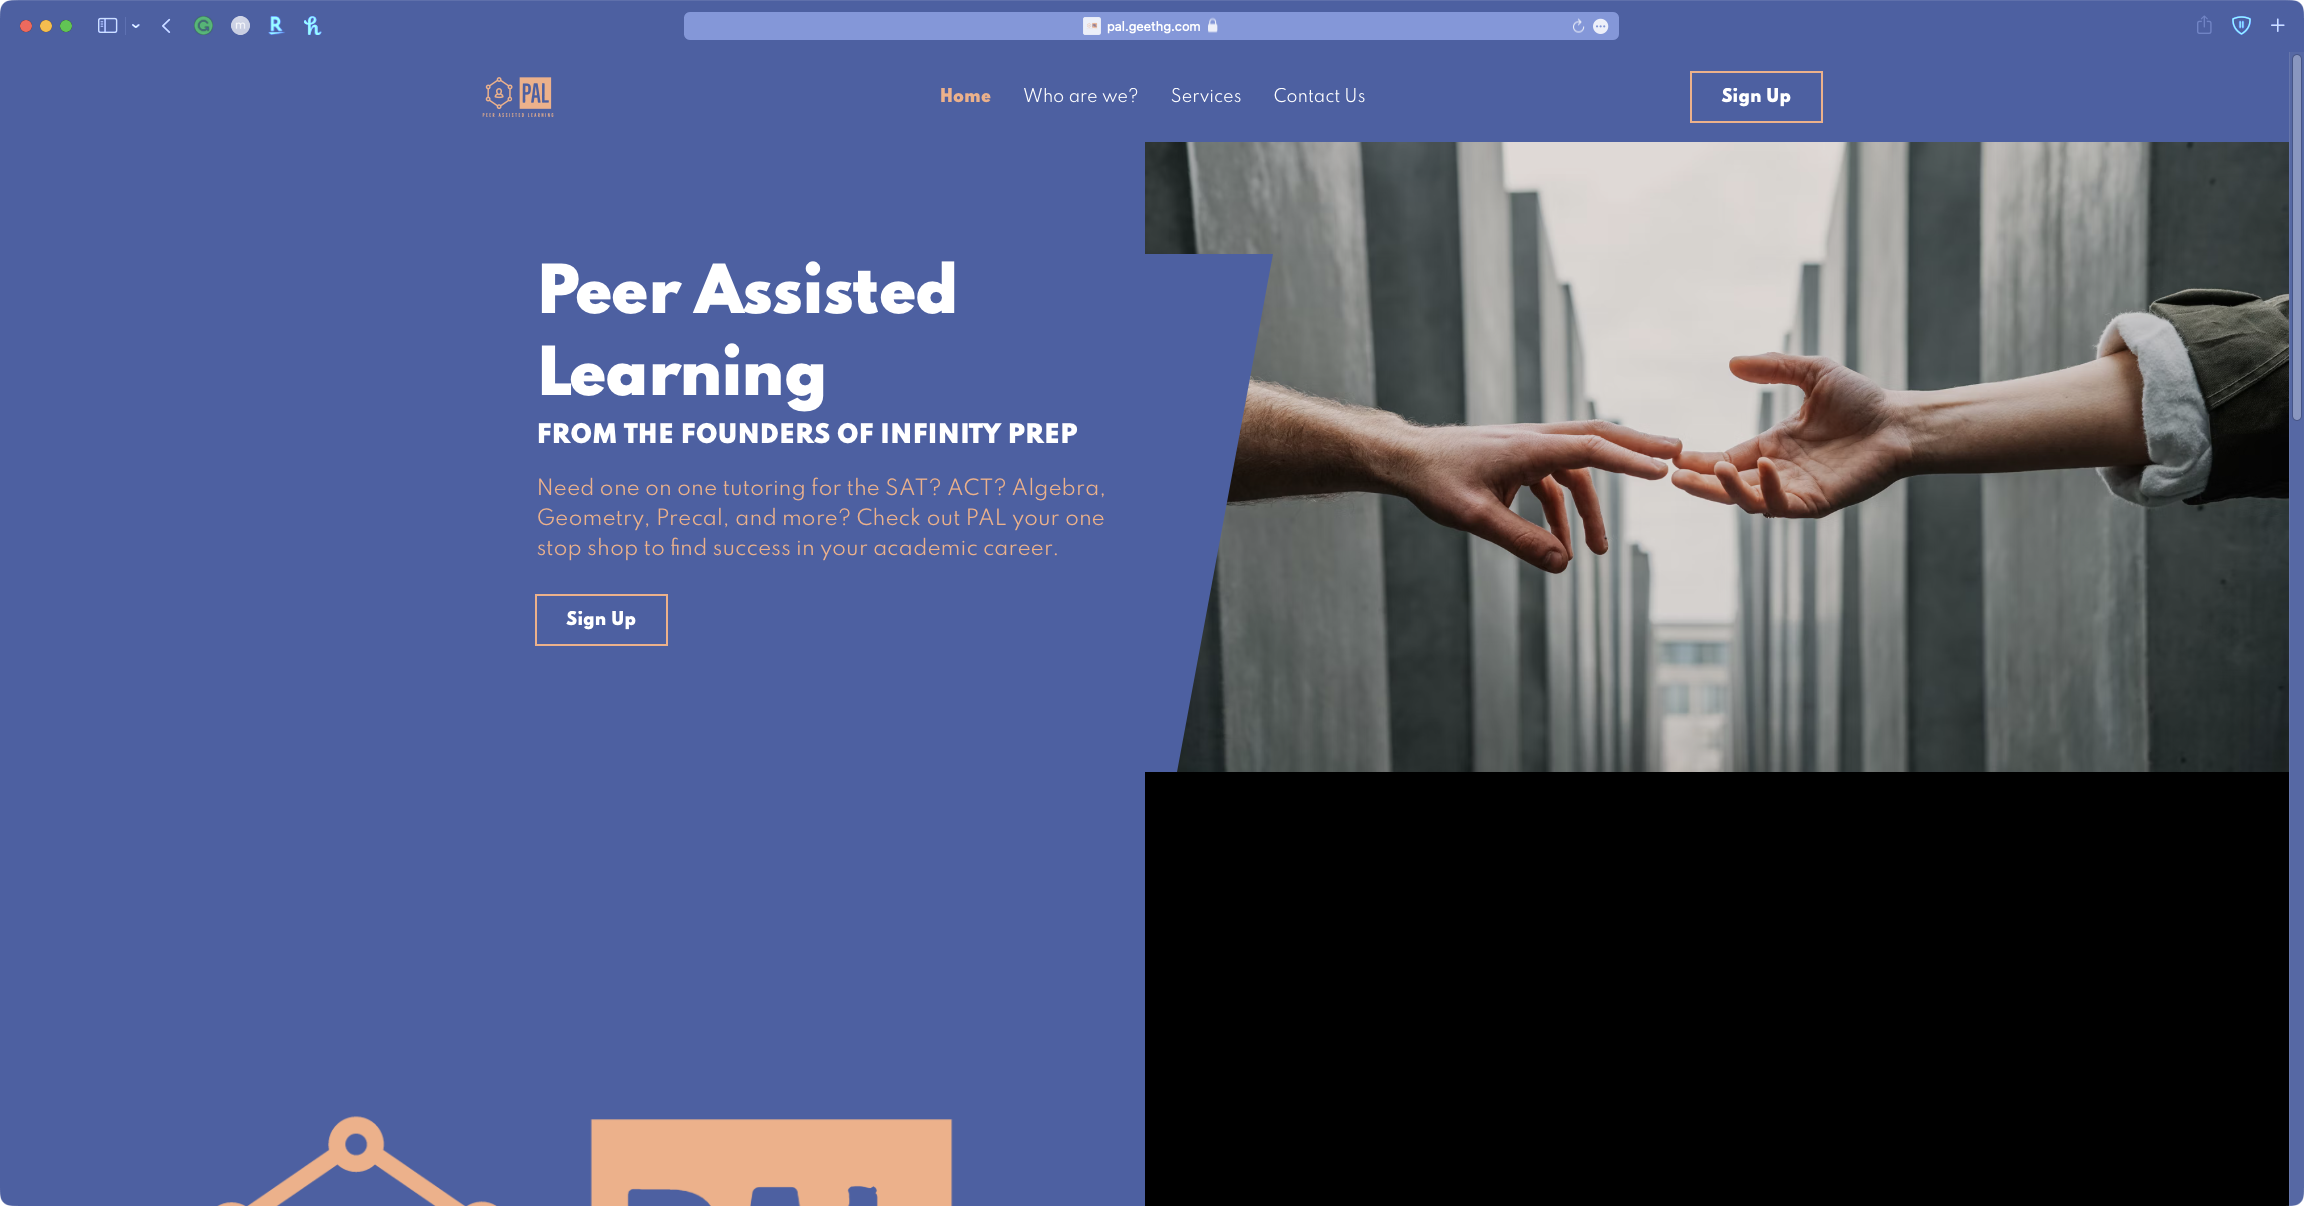 pal.geethg.com
PAL
PEER ASSISTED LEARNING
Home
Who are we?
Services
Contact Us
Sign Up
Peer Assisted
Learning
FROM THE FOUNDERS OF INFINITY PREP
Need one on one tutoring for the SAT? ACT? Algebra,
Geometry, Precal, and more? Check out PAL your one
stop shop to find success in your academic career.
Sign Up
PAL